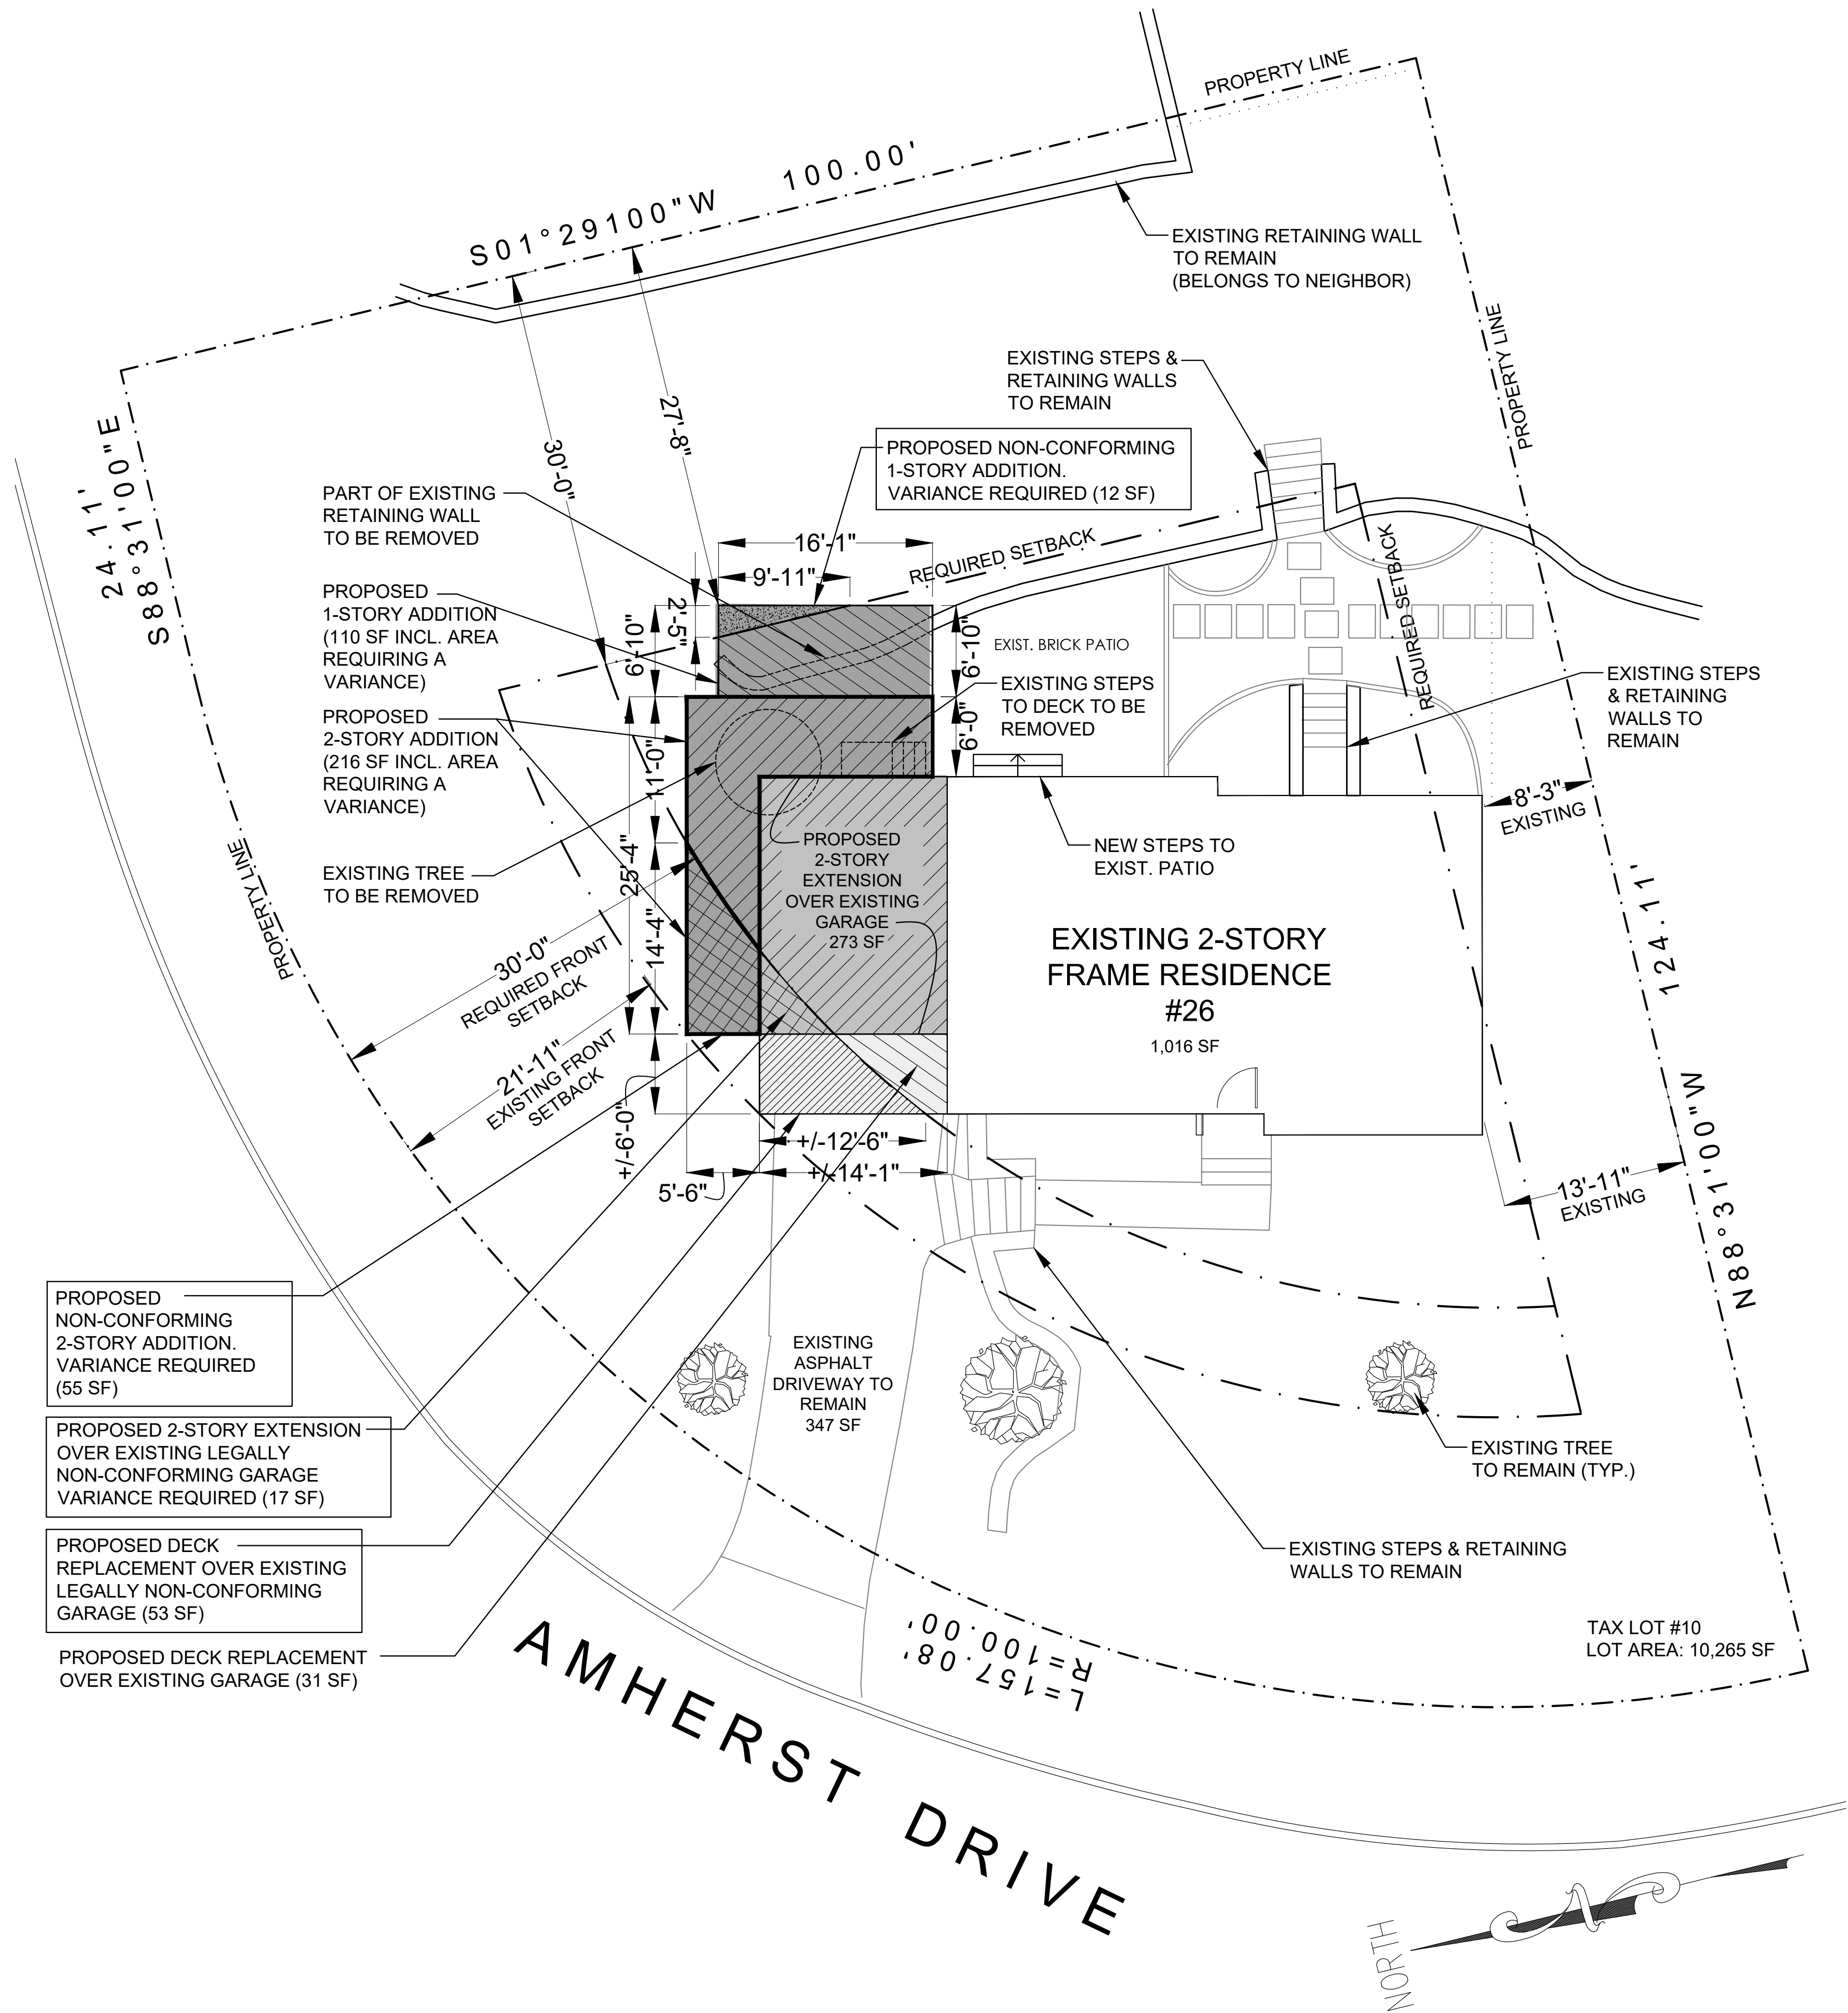 PROPERTY LINE
S01°29100"W 100.00'
EXISTING RETAINING WALL
TO REMAIN
(BELONGS TO NEIGHBOR)
PROPERTY LINE
EXISTING STEPS &
RETAINING WALLS
TO REMAIN
24.11'
S88°31'00"E
27'-8"
30'-0"
PROPOSED NON-CONFORMING
1-STORY ADDITION.
VARIANCE REQUIRED (12 SF)
PART OF EXISTING
RETAINING WALL
TO BE REMOVED
16'-1"
9'-11"
REQUIRED SETBACK
REQUIRED SETBACK
PROPOSED
1-STORY ADDITION
(110 SF INCL. AREA
REQUIRING A
VARIANCE)
6'-10"
2'-5"
6'-10"
EXIST. BRICK PATIO
EXISTING STEPS
TO DECK TO BE
REMOVED
EXISTING STEPS
& RETAINING
WALLS TO
REMAIN
PROPOSED
2-STORY ADDITION
(216 SF INCL. AREA
REQUIRING A
VARIANCE)
11'-0"
6'-0"
8'-3"
EXISTING
25'-4"
PROPOSED
2-STORY
EXTENSION
OVER EXISTING
GARAGE
273 SF
NEW STEPS TO
EXIST. PATIO
EXISTING TREE
TO BE REMOVED
PROPERTY LINE
14'-4"
EXISTING 2-STORY
FRAME RESIDENCE
#26
1,016 SF
124.11'
N88°31'00"W
30'-0"
REQUIRED FRONT
SETBACK
21'-11"
EXISTING FRONT
SETBACK
+/-6'-0"
+/-12'-6"
+/-14'-1"
5'-6"
13'-11"
EXISTING
PROPOSED
NON-CONFORMING
2-STORY ADDITION.
VARIANCE REQUIRED
(55 SF)
EXISTING
ASPHALT
DRIVEWAY TO
REMAIN
347 SF
PROPOSED 2-STORY EXTENSION
OVER EXISTING LEGALLY
NON-CONFORMING GARAGE
VARIANCE REQUIRED (17 SF)
EXISTING TREE
TO REMAIN (TYP.)
PROPOSED DECK
REPLACEMENT OVER EXISTING
LEGALLY NON-CONFORMING
GARAGE (53 SF)
EXISTING STEPS & RETAINING
WALLS TO REMAIN
PROPOSED DECK REPLACEMENT
OVER EXISTING GARAGE (31 SF)
L=157.08'
R=100.00'
TAX LOT #10
LOT AREA: 10,265 SF
AMHERST DRIVE
N
NORTH